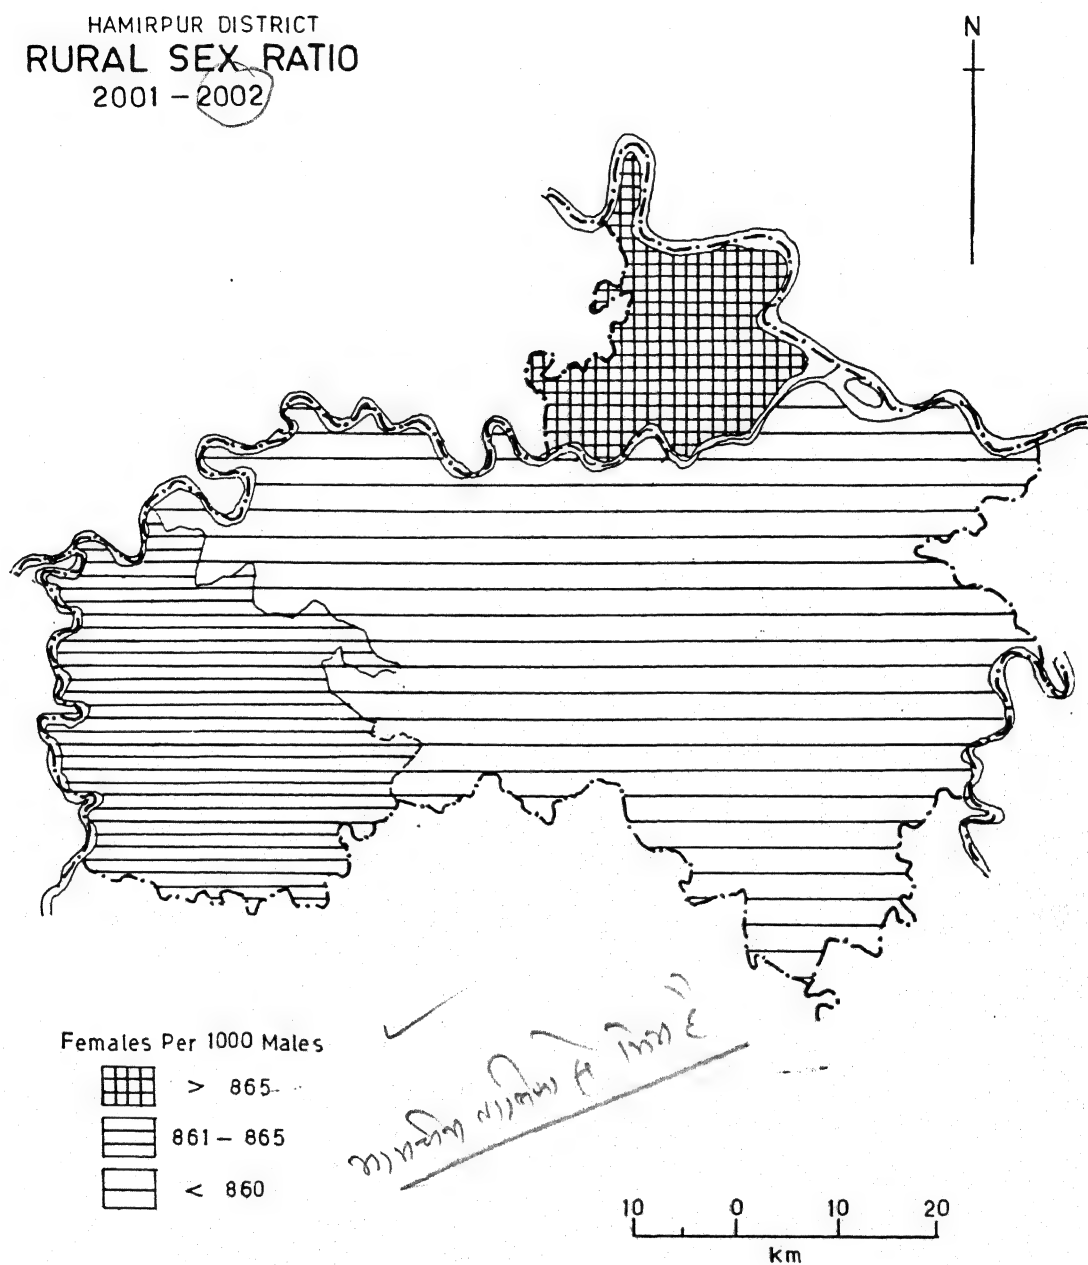 HAMIRPUR DISTRICT
RURAL SEX RATIO
2001 – 2002
N
Females Per 1000 Males
> 865
861 – 865
< 860
से है
10 0 10 20
km